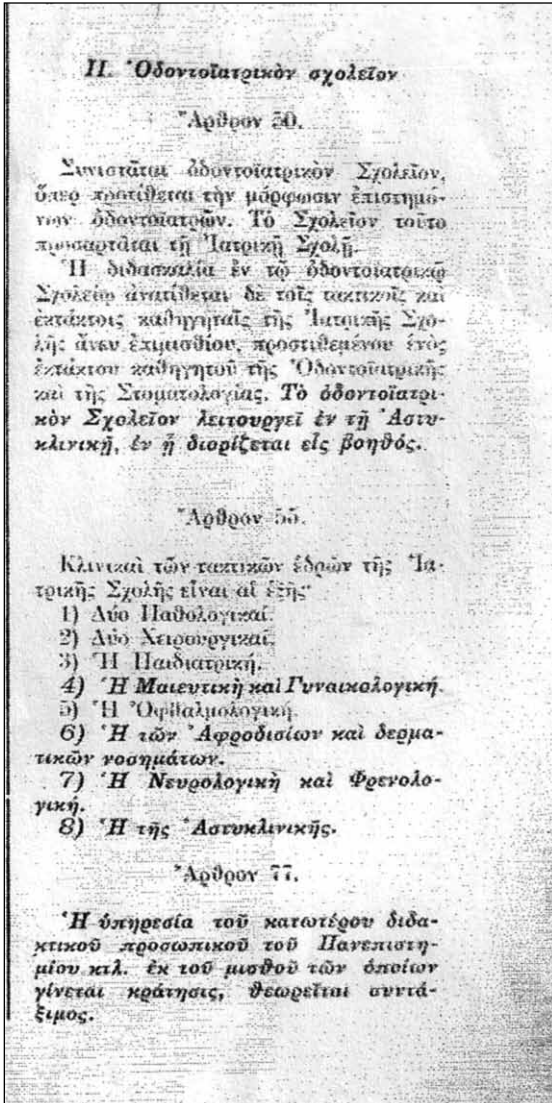 II. Ὀδοντοϊατρικὸν σχολεῖον
Ἄρθρον 50.
Συνιστᾶται ὀδοντοϊατρικὸν Σχολεῖον,
ὅπερ προτίθεται τὴν μόρφωσιν ἐπιστημό-
νων ὀδοντοϊατρῶν. Τὸ Σχολεῖον τοῦτο
προσαρτᾶται τῇ Ἰατρικῇ Σχολῇ.
Ἡ διδασκαλία ἐν τῷ ὀδοντοϊατρικῷ
Σχολείῳ ἀνατίθεται δὲ τοῖς τακτικοῖς καὶ
ἐκτάκτοις καθηγηταῖς τῆς Ἰατρικῆς Σχο-
λῆς ἄνευ ἐπιμισθίου, προστιθεμένου ἑνὸς
ἐκτάκτου καθηγητοῦ τῆς Ὀδοντοϊατρικῆς
καὶ τῆς Στοματολογίας. Τὸ ὀδοντοϊατρι-
κὸν Σχολεῖον λειτουργεῖ ἐν τῇ Ἀστυ-
κλινικῇ, ἐν ᾗ διορίζεται εἷς βοηθός.
Ἄρθρον 55.
Κλινικαὶ τῶν τακτικῶν ἑδρῶν τῆς Ἰα-
τρικῆς Σχολῆς εἶναι αἱ ἑξῆς·
1) Δύο Παθολογικαί.
2) Δύο Χειρουργικαί.
3) Ἡ Παιδιατρική.
4) Ἡ Μαιευτικὴ καὶ Γυναικολογική.
5) Ἡ Ὀφθαλμολογική.
6) Ἡ τῶν Ἀφροδισίων καὶ δερμα-
τικῶν νοσημάτων.
7) Ἡ Νευρολογικὴ καὶ Φρενολο-
γική.
8) Ἡ τῆς Ἀστυκλινικῆς.
Ἄρθρον 77.
Ἡ ὑπηρεσία τοῦ κατωτέρου διδα-
κτικοῦ προσωπικοῦ τοῦ Πανεπιστη-
μίου κτλ. ἐκ τοῦ μισθοῦ τῶν ὁποίων
γίνεται κράτησις, θεωρεῖται συντά-
ξιμος.